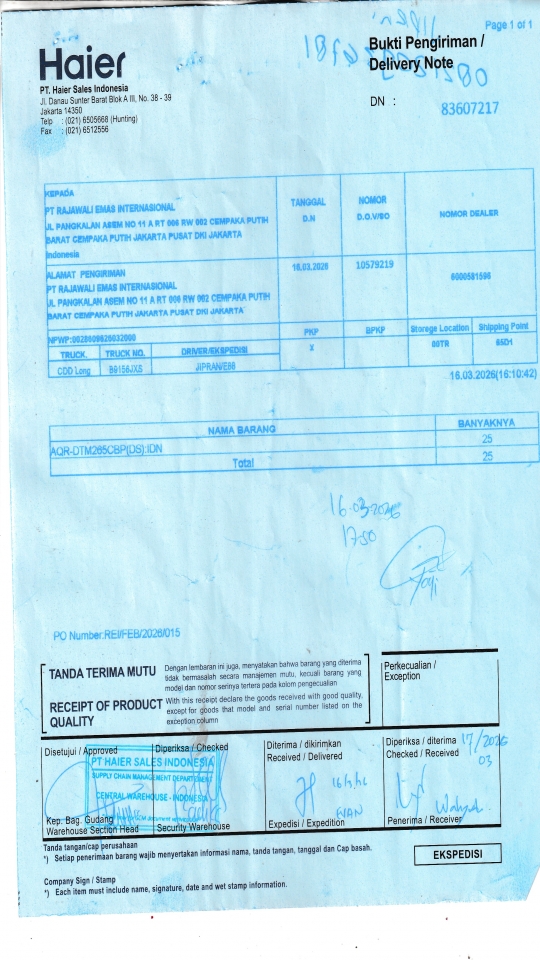 Page 1 of 1
Haier
Bukti Pengiriman /
Delivery Note
PT. Haier Sales Indonesia
Jl. Danau Sunter Barat Blok A III, No. 38 - 39
Jakarta 14350
Telp : (021) 6505668 (Hunting)
Fax : (021) 6512556
DN : 83607217
KEPADA
PT RAJAWALI EMAS INTERNASIONAL
JL PANGKALAN ASEM NO 11 A RT 006 RW 002 CEMPAKA PUTIH
BARAT CEMPAKA PUTIH JAKARTA PUSAT DKI JAKARTA
Indonesia
TANGGAL
D.N
NOMOR
D.O.V/SO
NOMOR DEALER
ALAMAT PENGIRIMAN
PT RAJAWALI EMAS INTERNASIONAL
JL PANGKALAN ASEM NO 11 A RT 006 RW 002 CEMPAKA PUTIH
BARAT CEMPAKA PUTIH JAKARTA PUSAT DKI JAKARTA
16.03.2026
10579219
PKP
BPKP
Storege Location
Shipping Point
TRUCK.
TRUCK NO.
DRIVER/EKSPEDISI
X
00TR
65D1
CDD Long
B9156JXS
16.03.2026(16:10:42)
NAMA BARANG
BANYAKNYA
AQR-DTM265CBP(DS):IDN
25
Total
25
16-03-2026
17-50
PO Number:REI/FEB/2026/015
TANDA TERIMA MUTU
Dengan lembaran ini juga, menyatakan bahwa barang yang diterima
tidak bermasalah secara manajemen mutu, kecuali barang yang
model dan nomor serinya tertera pada kolom pengecualian
RECEIPT OF PRODUCT
QUALITY
With this receipt declare the goods received with good quality,
except for goods that model and serial number listed on the
exception column
Perkecualian /
Exception
Disetujui / Approved
Diperiksa / Checked
Diterima / dikirimkan
Received / Delivered
Diperiksa / diterima
Checked / Received
17/2026
03
PT HAIER SALES INDONESIA
SUPPLY CHAIN MANAGEMENT DEPARTEMENT
CENTRAL WAREHOUSE - INDONESIA
16/3/26
EVAN
Kep. Bag. Gudang
Warehouse Section Head
Security Warehouse
Expedisi / Expedition
Penerima / Receiver
Tanda tangan/cap perusahaan
*) Setiap penerimaan barang wajib menyertakan informasi nama, tanda tangan, tanggal dan Cap basah.
EKSPEDISI
Company Sign / Stamp
*) Each item must include name, signature, date and wet stamp information.